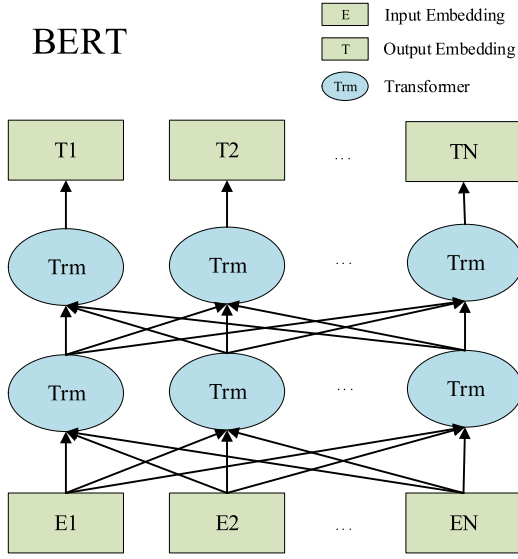 BERT
E Input Embedding
T Output Embedding
Trm Transformer
T1 T2 ... TN
Trm Trm ... Trm
Trm Trm ... Trm
E1 E2 ... EN